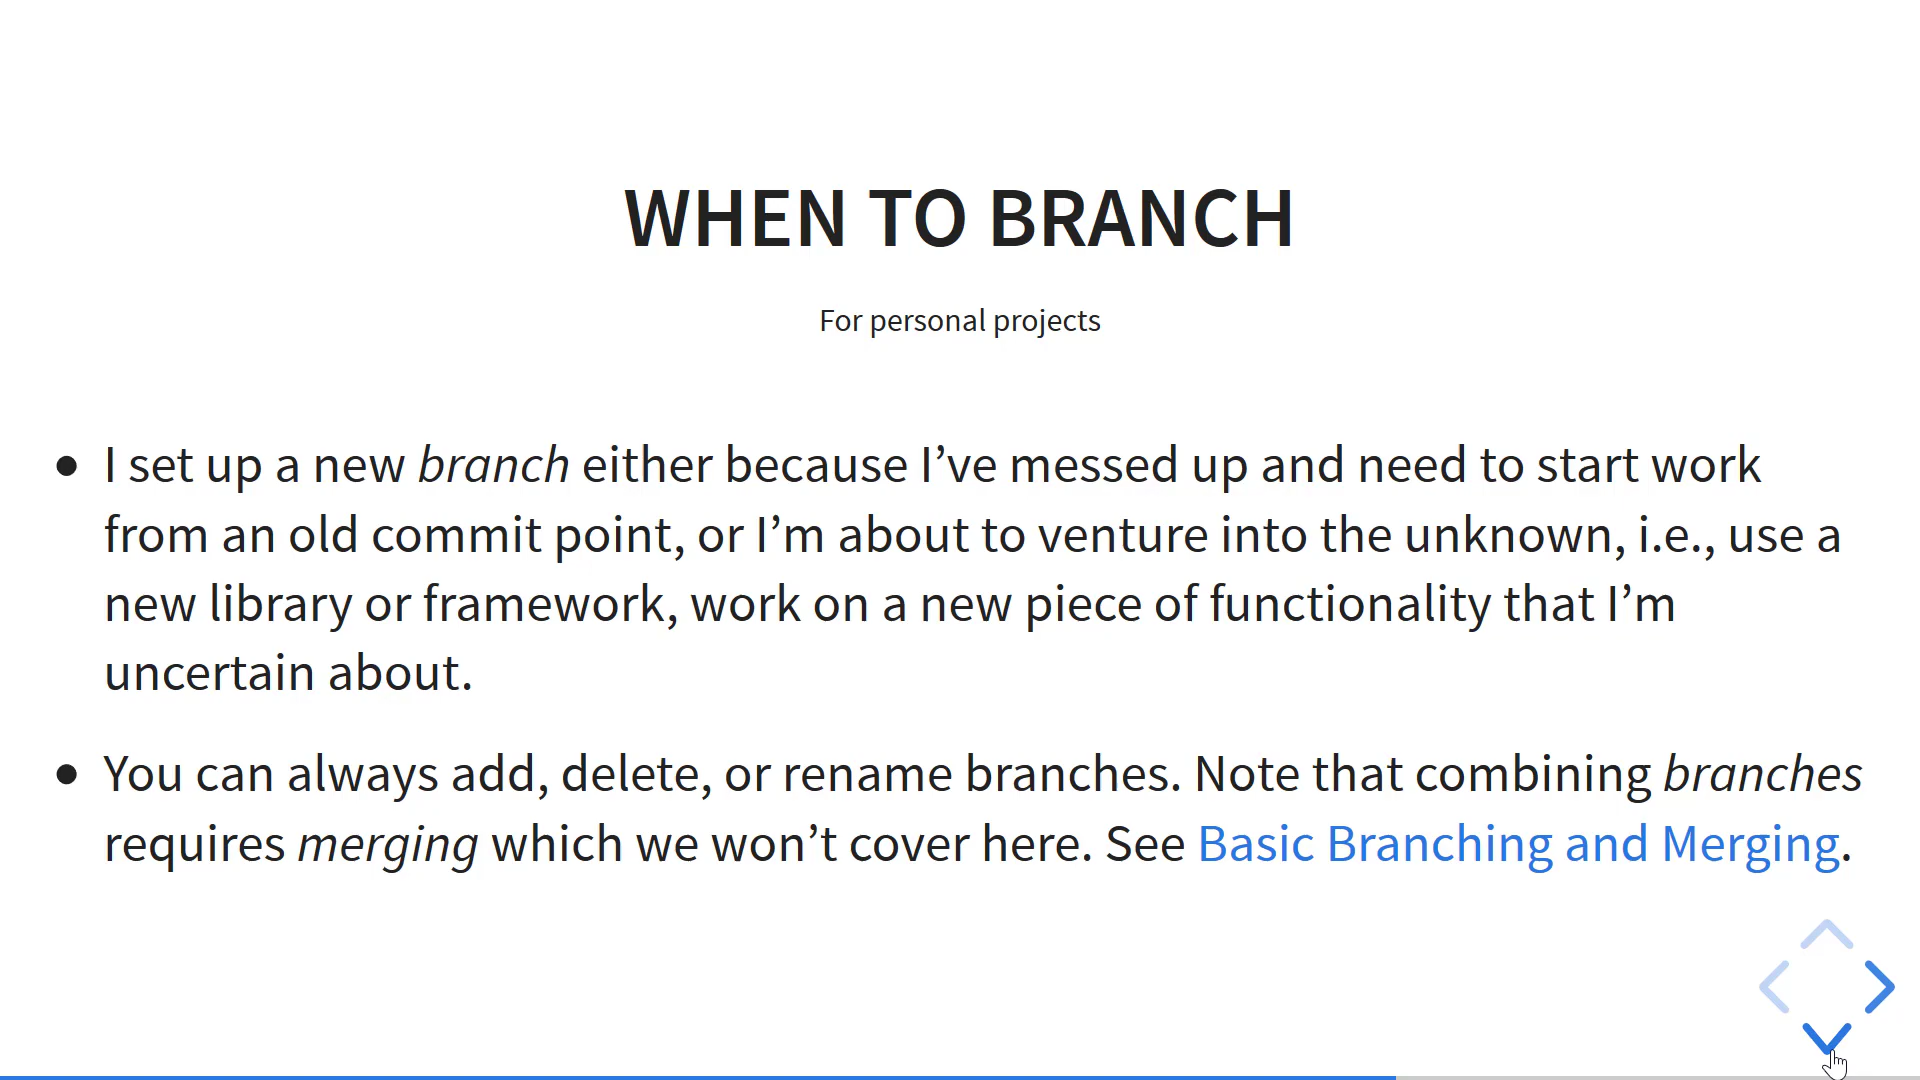 WHEN TO BRANCH
For personal projects
I set up a new branch either because I’ve messed up and need to start work
from an old commit point, or I’m about to venture into the unknown, i.e., use a
new library or framework, work on a new piece of functionality that I’m
uncertain about.
You can always add, delete, or rename branches. Note that combining branches
requires merging which we won’t cover here. See Basic Branching and Merging.